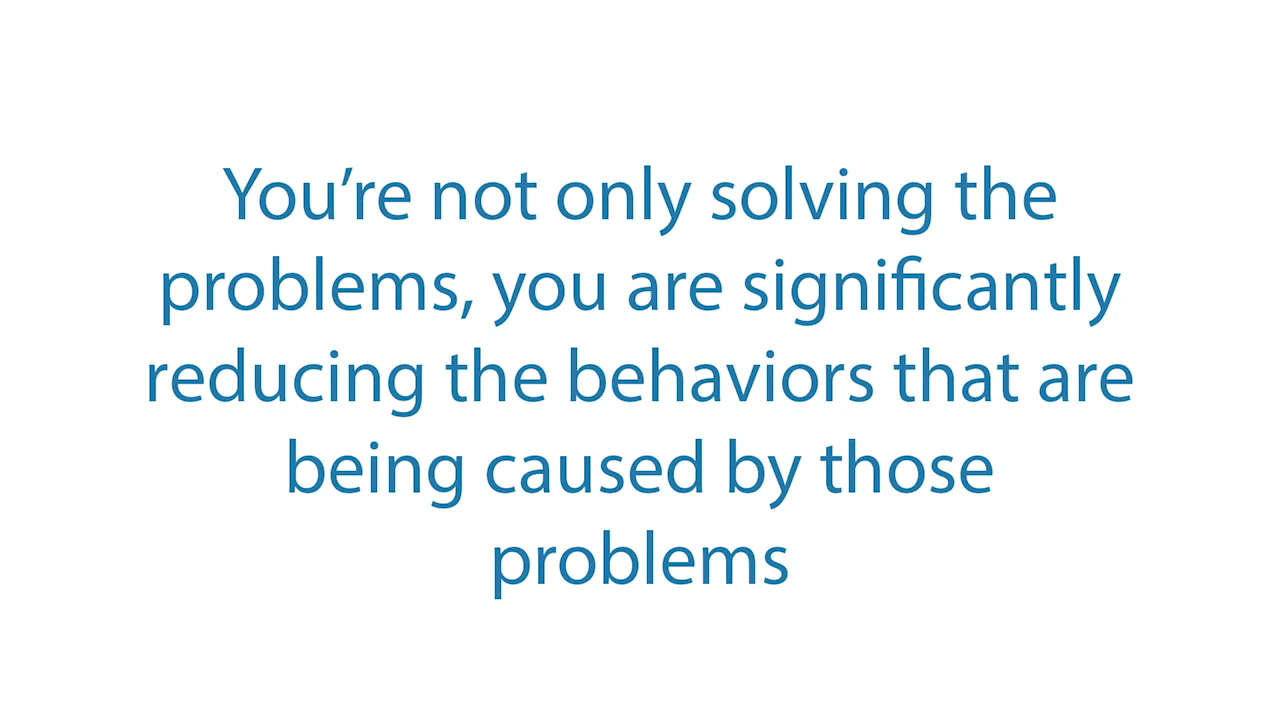 You’re not only solving the
problems, you are significantly
reducing the behaviors that are
being caused by those
problems